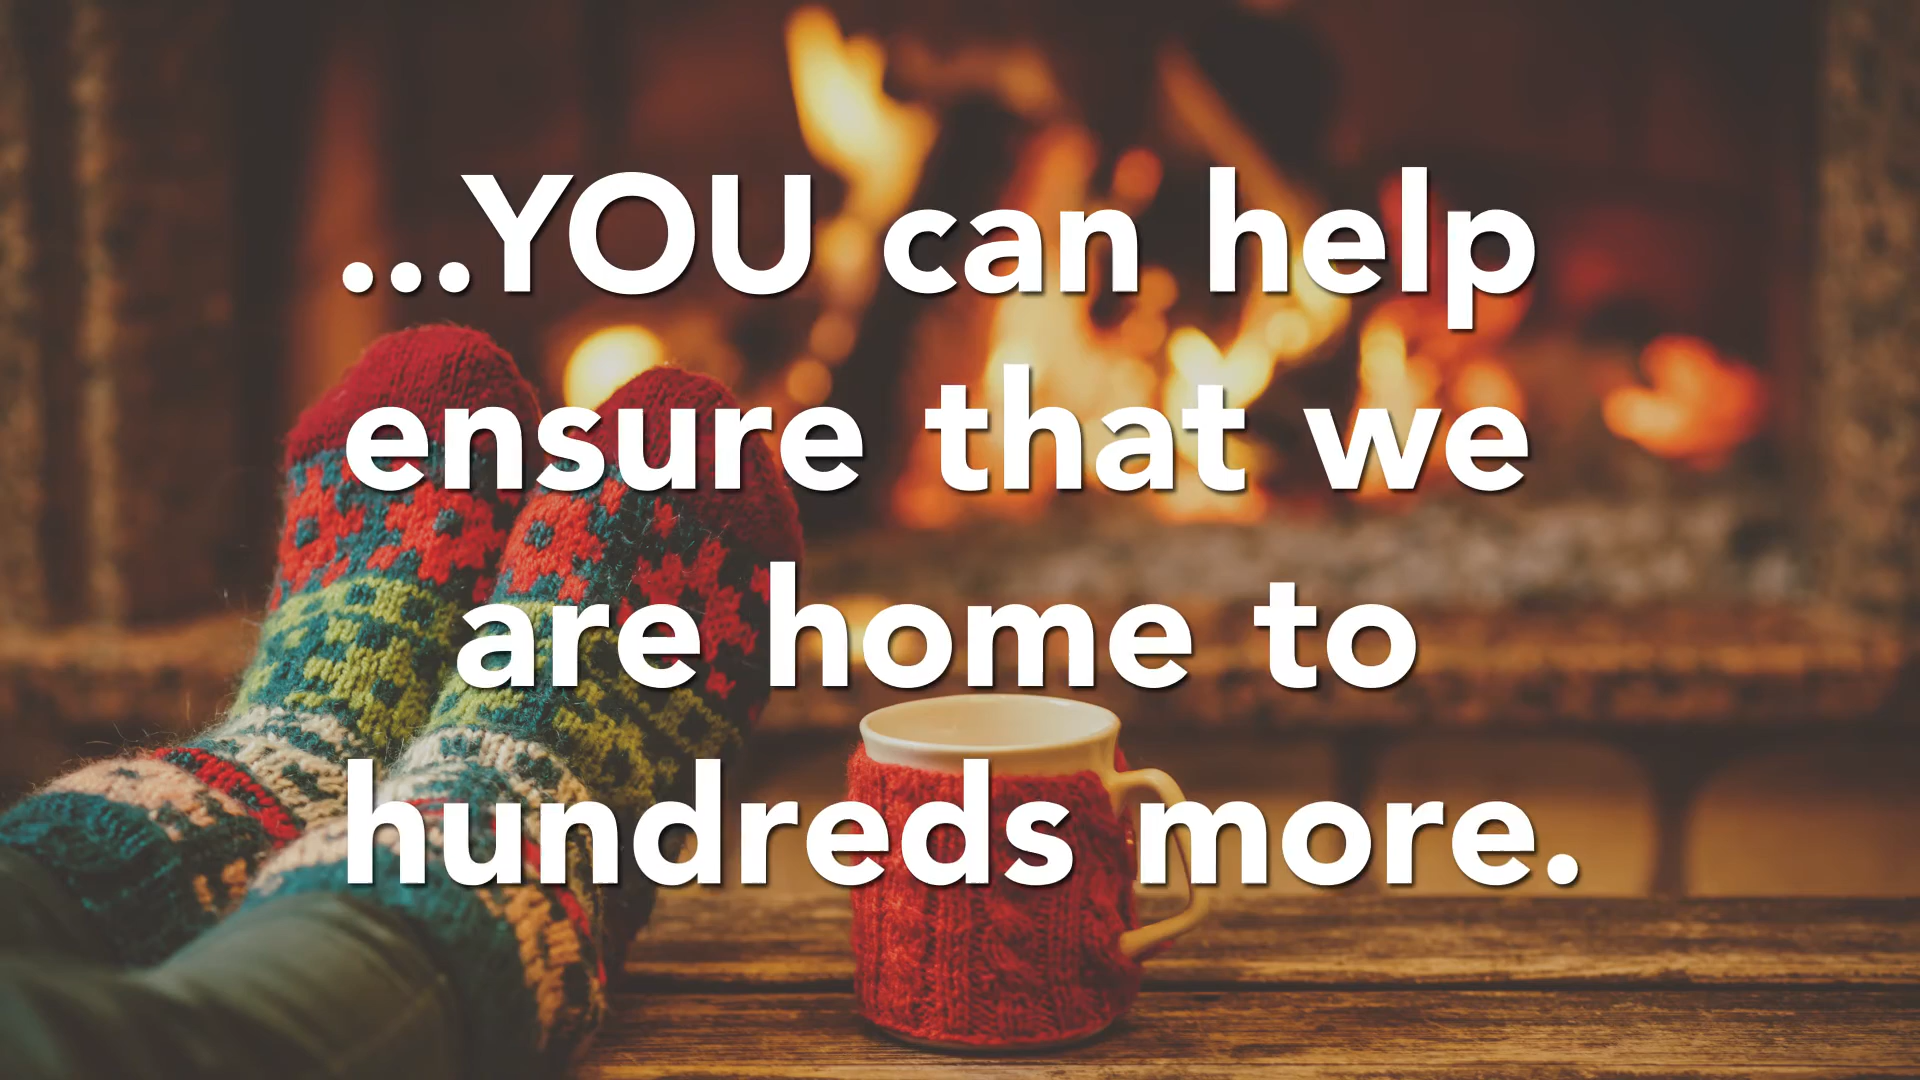 ...YOU can help
ensure that we
are home to
hundreds more.